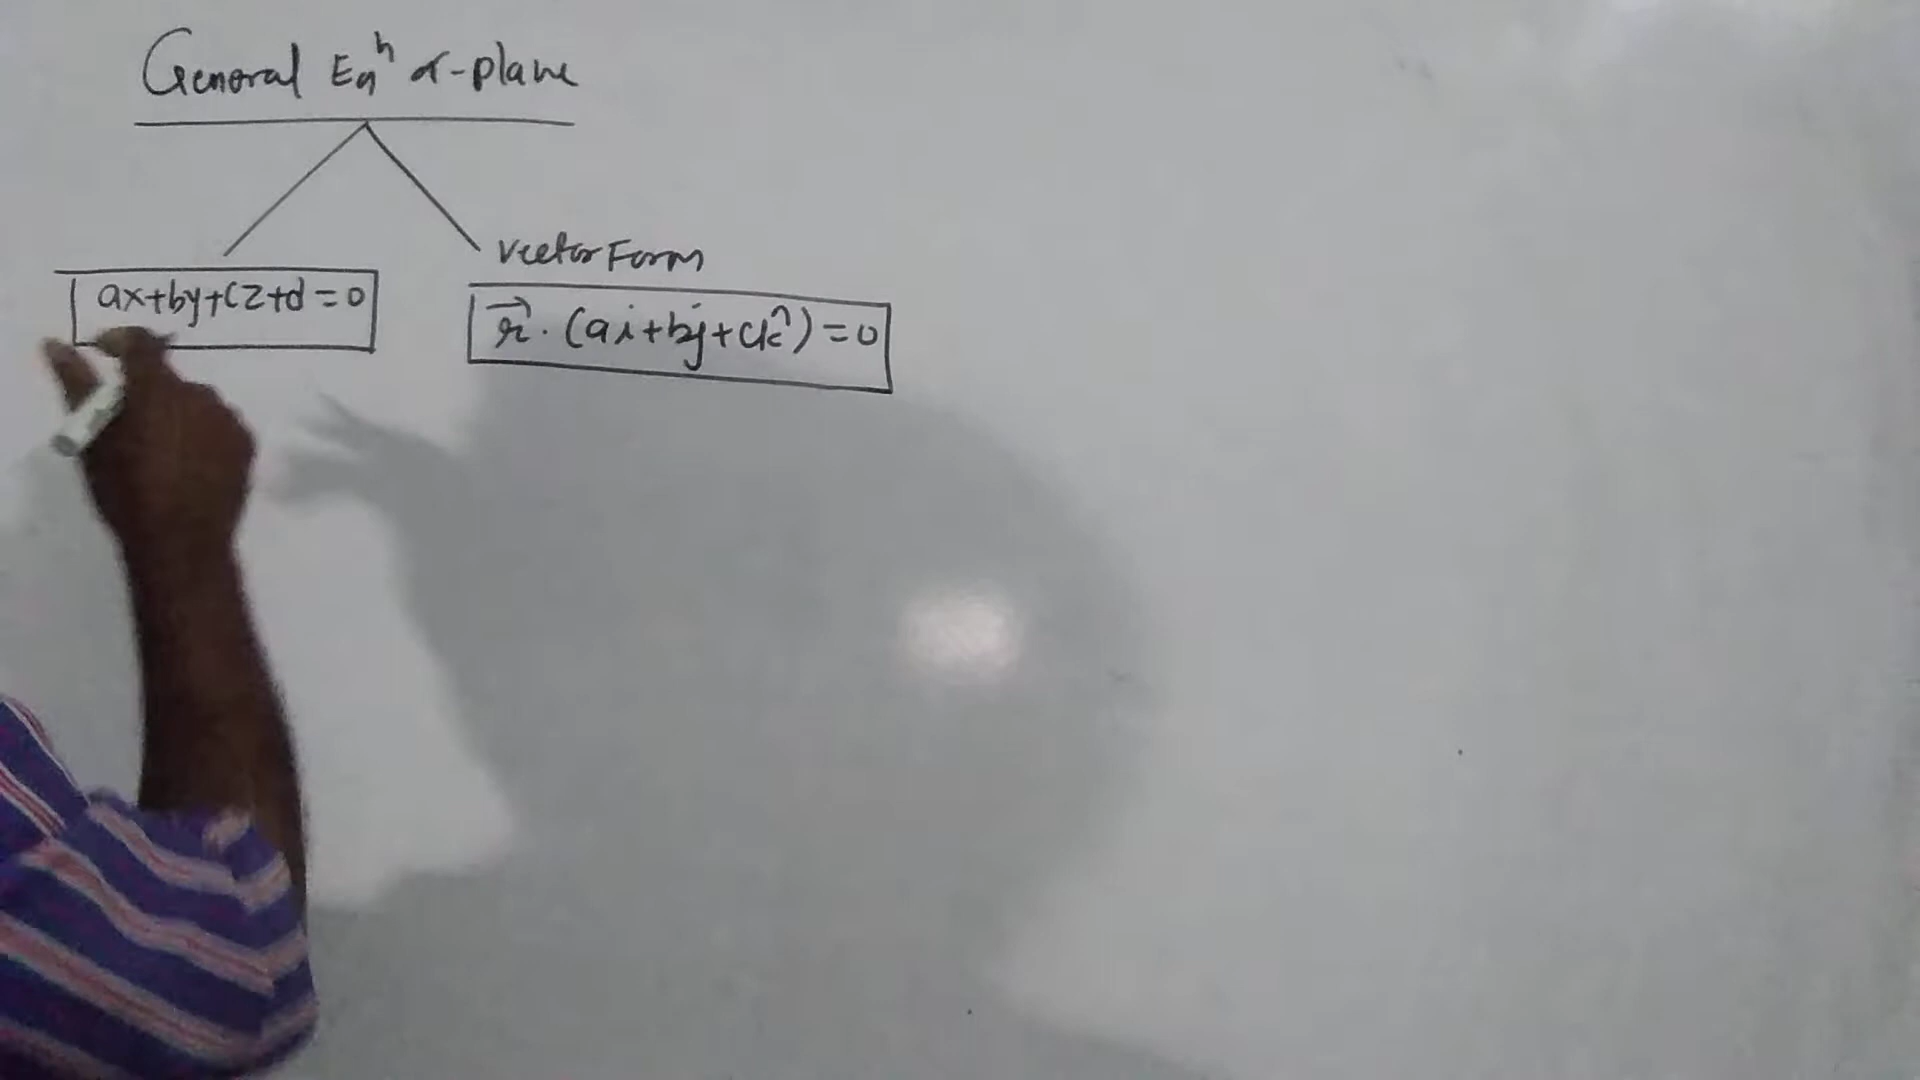 General Eqⁿ of-plane
ax+by+cz+d=0
Vector Form
r⃗.(ai+bj+ck̂)=0